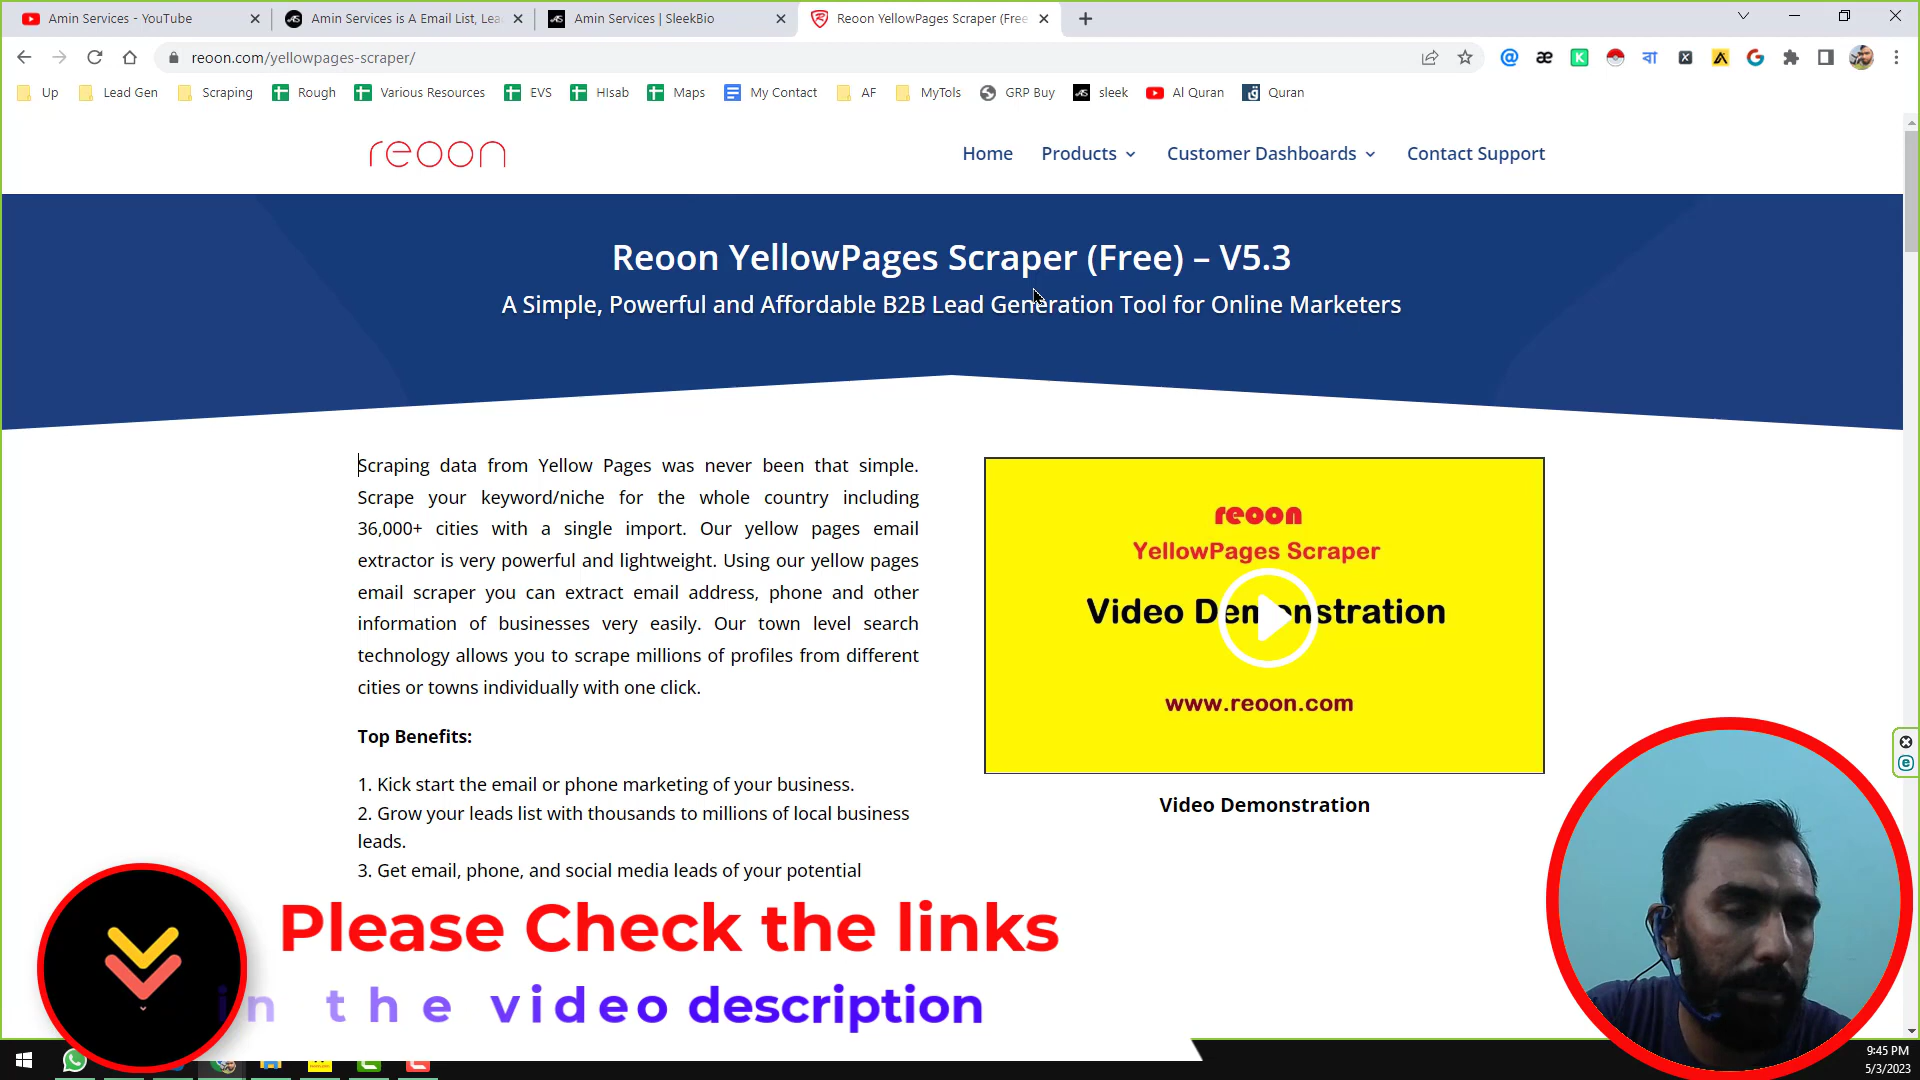 Amin Services - YouTube
Amin Services is A Email List, Lea
Amin Services | SleekBio
Reoon YellowPages Scraper (Free
reoon.com/yellowpages-scraper/
Up
Lead Gen
Scraping
Rough
Various Resources
EVS
HIsab
Maps
My Contact
AF
MyTols
GRP Buy
sleek
Al Quran
Quran
reoon
Home
Products
Customer Dashboards
Contact Support
Reoon YellowPages Scraper (Free) – V5.3
A Simple, Powerful and Affordable B2B Lead Generation Tool for Online Marketers
Scraping data from Yellow Pages was never been that simple.
Scrape your keyword/niche for the whole country including
36,000+ cities with a single import. Our yellow pages email
extractor is very powerful and lightweight. Using our yellow pages
email scraper you can extract email address, phone and other
information of businesses very easily. Our town level search
technology allows you to scrape millions of profiles from different
cities or towns individually with one click.
Top Benefits:
1. Kick start the email or phone marketing of your business.
2. Grow your leads list with thousands to millions of local business
leads.
3. Get email, phone, and social media leads of your potential
reoon
YellowPages Scraper
Video Demonstration
www.reoon.com
Video Demonstration
Please Check the links
in the video description
9:45 PM
5/3/2023